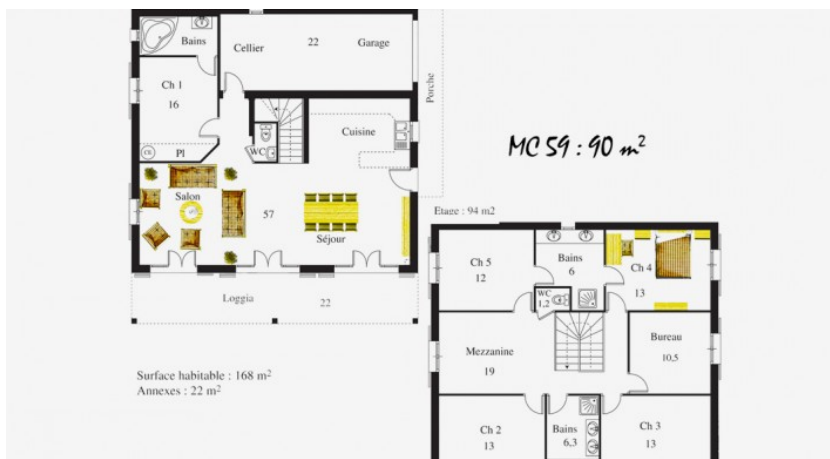 Bains
Cellier
22
Garage
Ch 1
16
Porche
Cuisine
WC
CE
Pl
Salon
57
Séjour
Loggia
22
MC 59 : 90 m²
Surface habitable : 168 m²
Annexes : 22 m²
Etage : 94 m2
Ch 5
12
Bains
6
Ch 4
13
WC
1,2
Mezzanine
19
Bureau
10,5
Ch 2
13
Bains
6,3
Ch 3
13